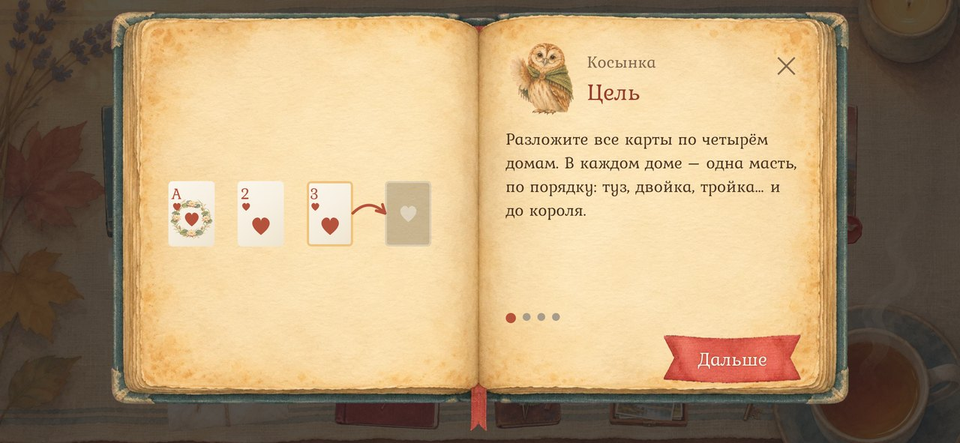 A
2
3
Косынка
Цель
Разложите все карты по четырём
домам. В каждом доме – одна масть,
по порядку: туз, двойка, тройка... и
до короля.
Дальше